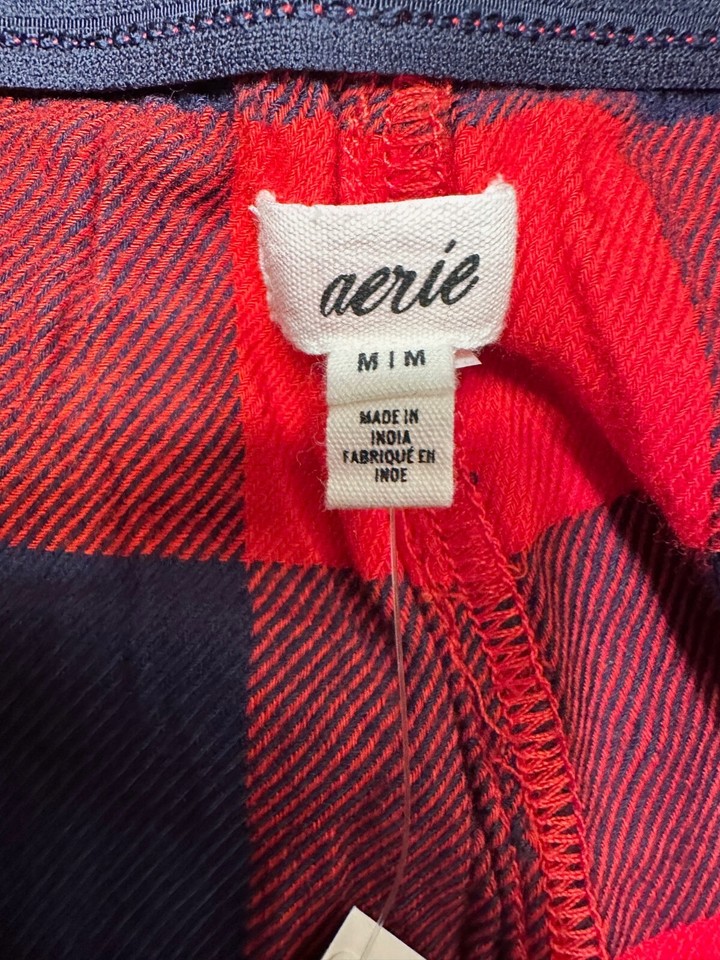 aerie
M | M
MADE IN
INDIA
FABRIQUÉ EN
INDE